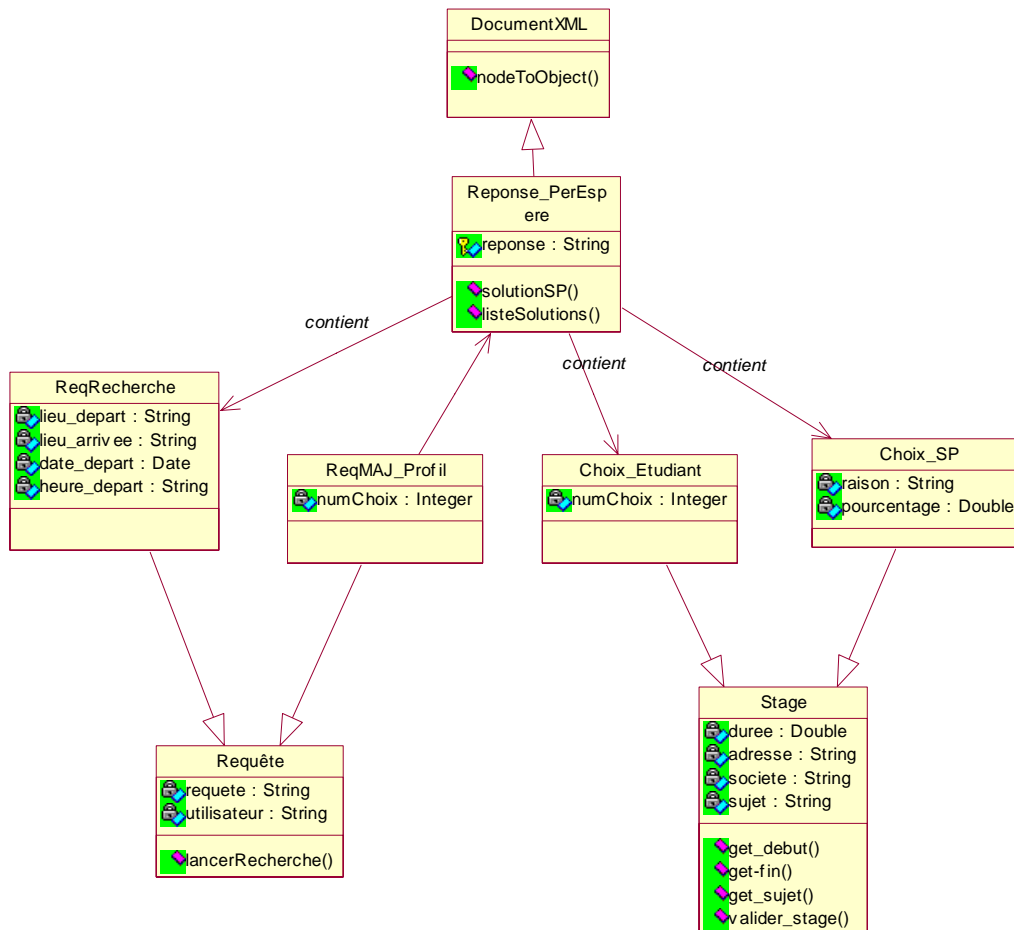 DocumentXML
nodeToObject()
Reponse_PerEsp
ere
reponse : String
solutionSP()
listeSolutions()
contient
contient
contient
ReqRecherche
lieu_depart : String
lieu_arrivee : String
date_depart : Date
heure_depart : String
ReqMAJ_Profil
numChoix : Integer
Choix_Etudiant
numChoix : Integer
Choix_SP
raison : String
pourcentage : Double
Requête
requete : String
utilisateur : String
lancerRecherche()
Stage
duree : Double
adresse : String
societe : String
sujet : String
get_debut()
get-fin()
get_sujet()
valider_stage()